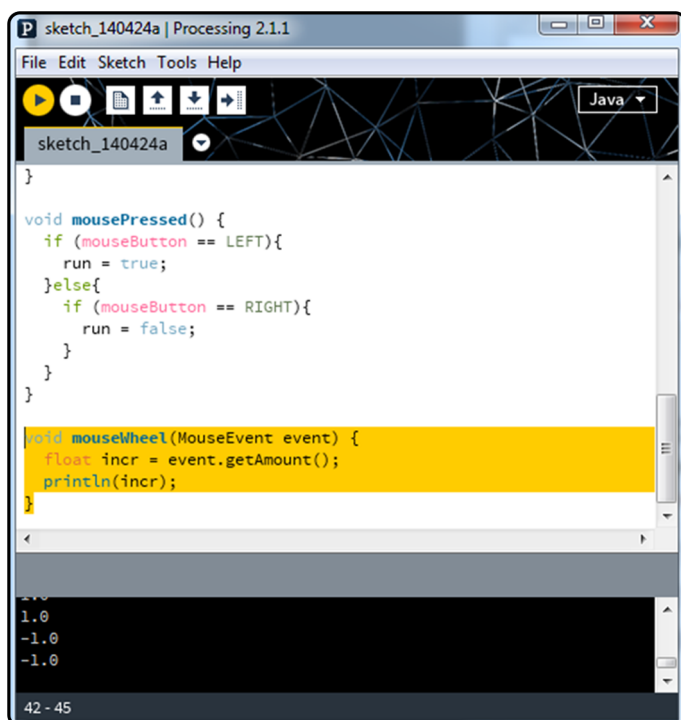 sketch_140424a | Processing 2.1.1
File Edit Sketch Tools Help
Java
sketch_140424a
}
void mousePressed() {
  if (mouseButton == LEFT){
    run = true;
  }else{
    if (mouseButton == RIGHT){
      run = false;
    }
  }
}
void mouseWheel(MouseEvent event) {
  float incr = event.getAmount();
  println(incr);
}
1.0
-1.0
-1.0
42 - 45